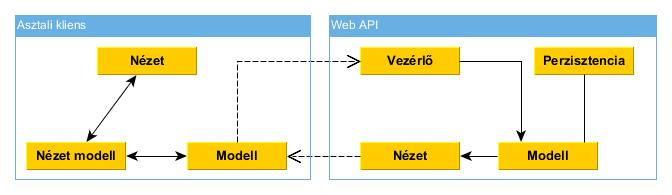 Asztali kliens
Web API
Nézet
Vezérlő
Perzisztencia
Nézet modell
Modell
Nézet
Modell